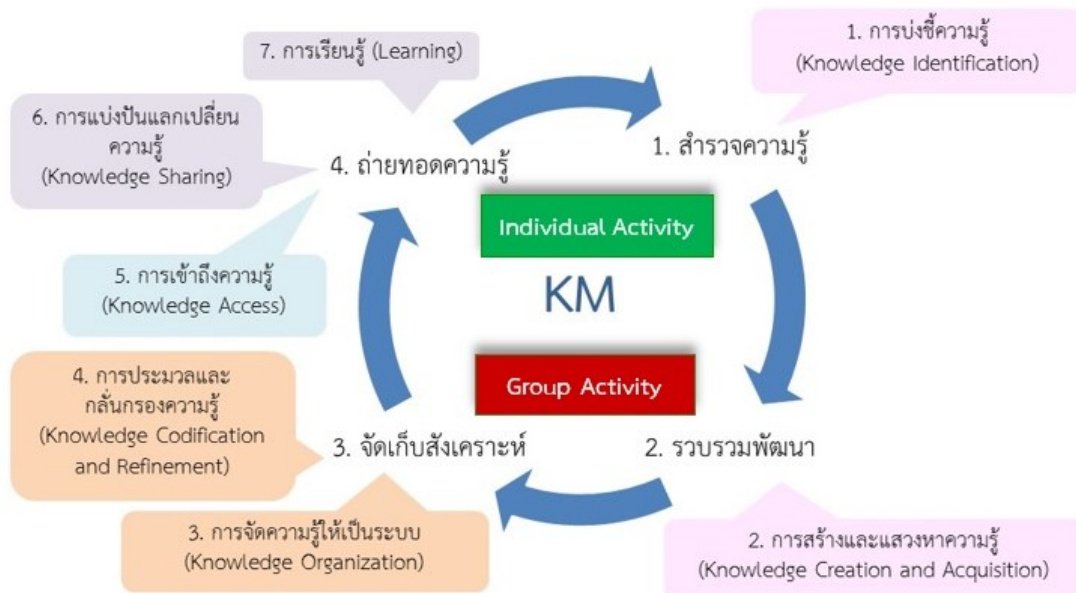 7. การเรียนรู้ (Learning)
1. การบ่งชี้ความรู้
(Knowledge Identification)
6. การแบ่งปันแลกเปลี่ยน
ความรู้
(Knowledge Sharing)
4. ถ่ายทอดความรู้
1. สำรวจความรู้
Individual Activity
5. การเข้าถึงความรู้
(Knowledge Access)
KM
4. การประมวลและ
กลั่นกรองความรู้
(Knowledge Codification
and Refinement)
Group Activity
3. จัดเก็บสังเคราะห์
2. รวบรวมพัฒนา
3. การจัดความรู้ให้เป็นระบบ
(Knowledge Organization)
2. การสร้างและแสวงหาความรู้
(Knowledge Creation and Acquisition)